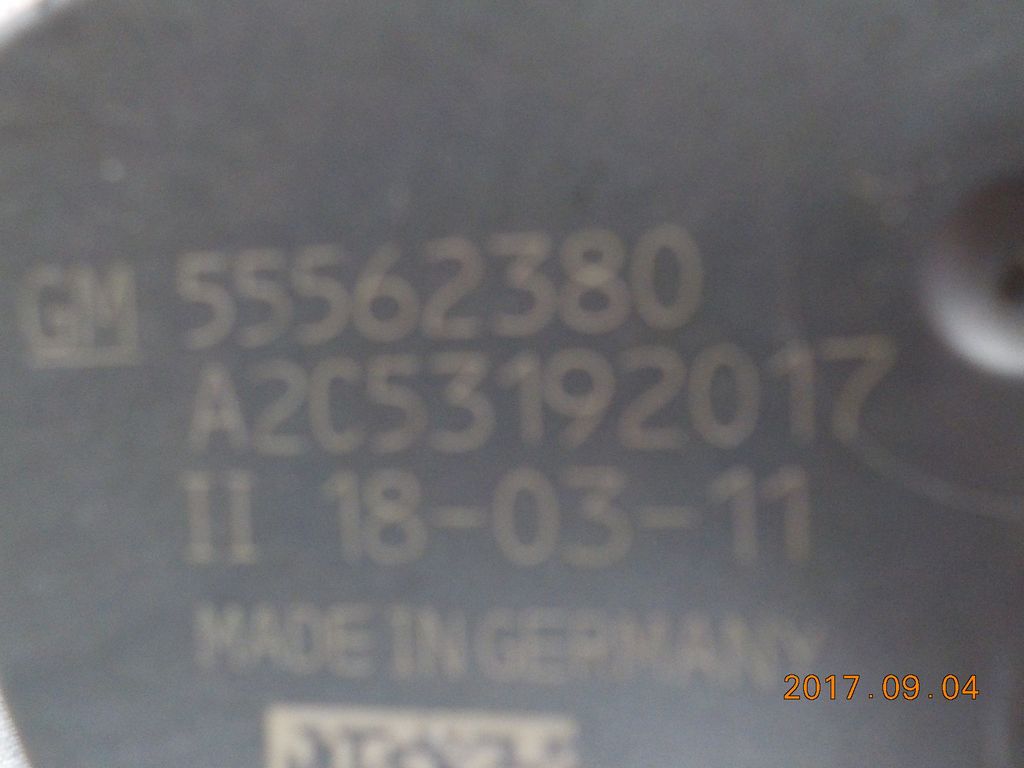 GM 55562380
A2C53192017
II 18-03-11
MADE IN GERMANY
2017.09.04